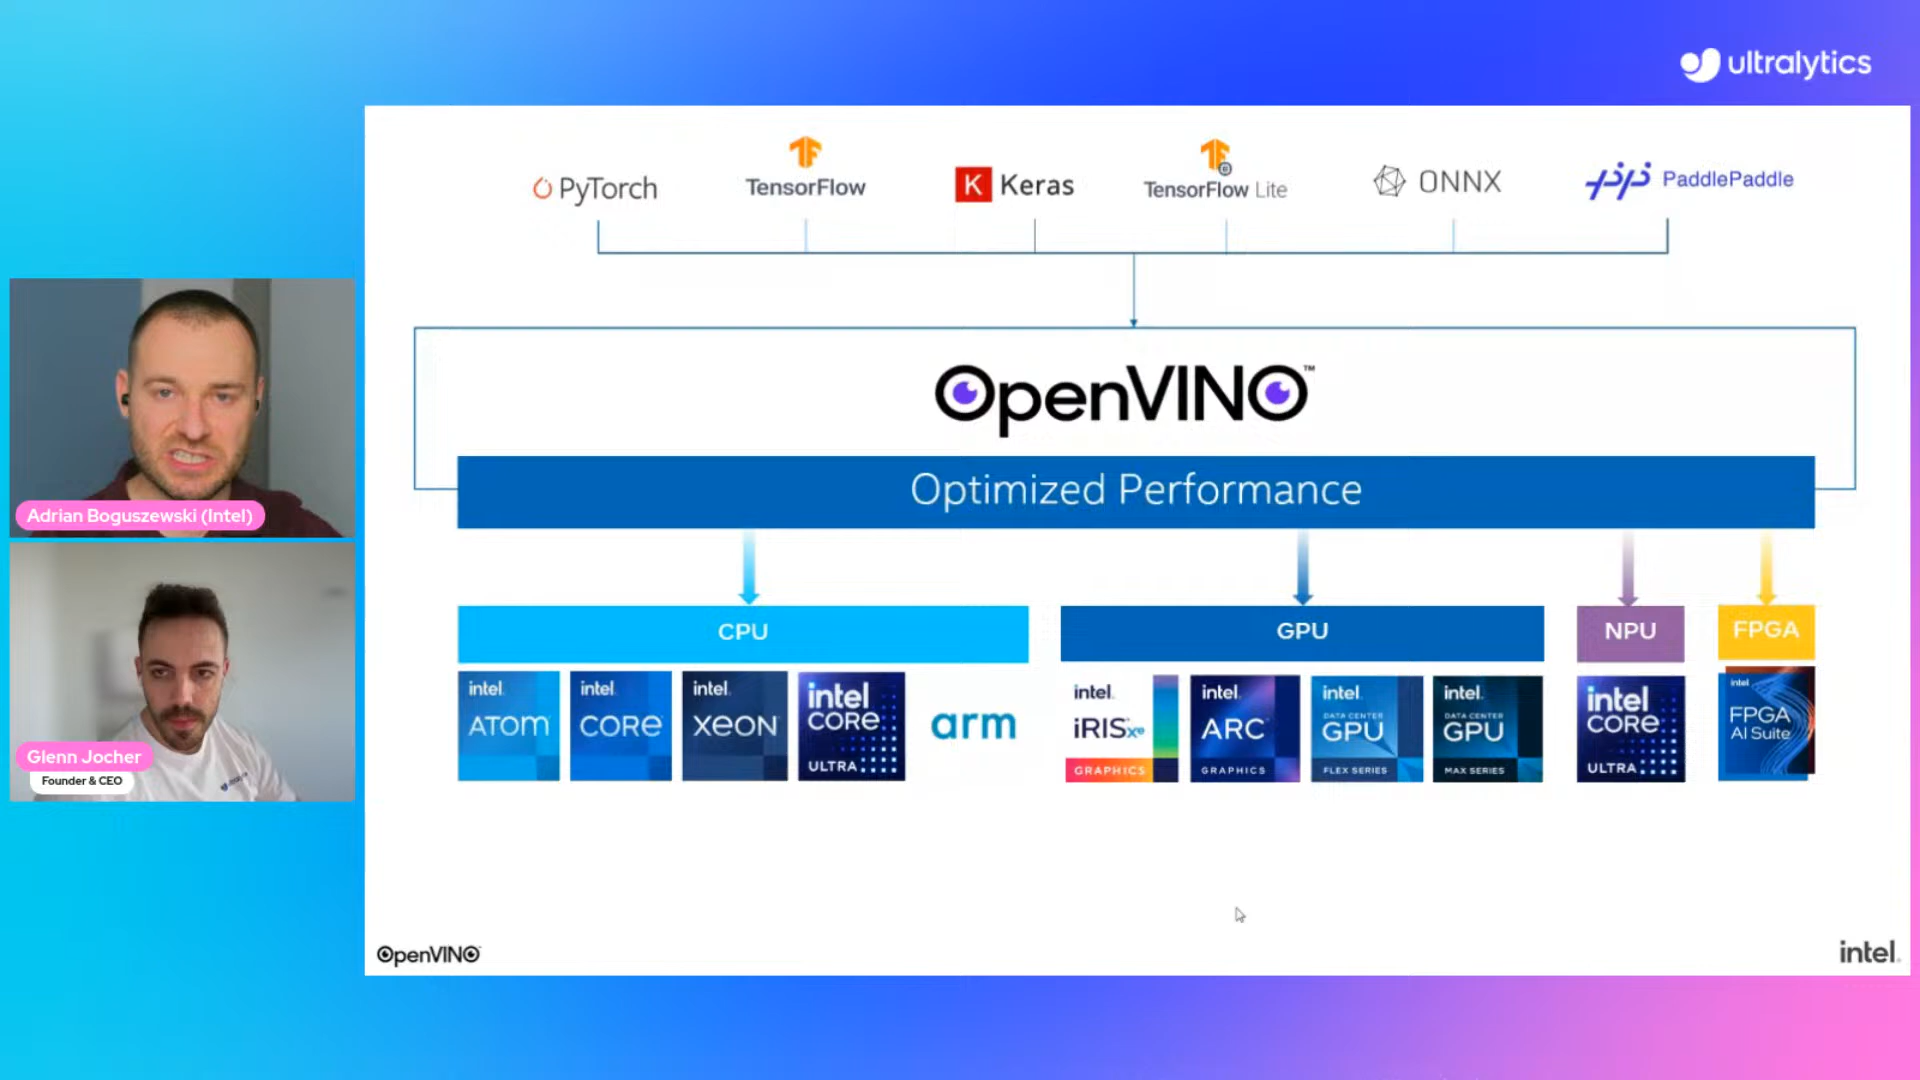 ultralytics
PyTorch
TensorFlow
K Keras
TensorFlow Lite
ONNX
PaddlePaddle
OpenVINO™
Optimized Performance
CPU
GPU
NPU
FPGA
intel. ATOM
intel. CORE
intel. XEON
intel CORE ULTRA
arm
intel. IRIS Xe GRAPHICS
intel. ARC GRAPHICS
intel. DATA CENTER GPU FLEX SERIES
intel. DATA CENTER GPU MAX SERIES
intel CORE ULTRA
intel FPGA AI Suite
Adrian Boguszewski (Intel)
Glenn Jocher
Founder & CEO
OpenVINO
intel.